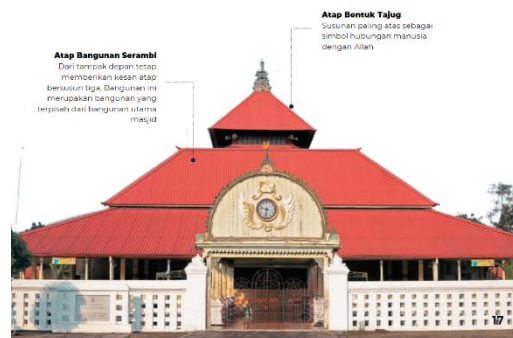 Atap Bentuk Tajug
Susunan paling atas sebagai
simbol hubungan manusia
dengan Allah
Atap Bangunan Serambi
Dari tampak depan tetap
memberikan kesan atap
bersusun tiga. Bangunan ini
merupakan bangunan yang
terpisah dari bangunan utama
masjid
17